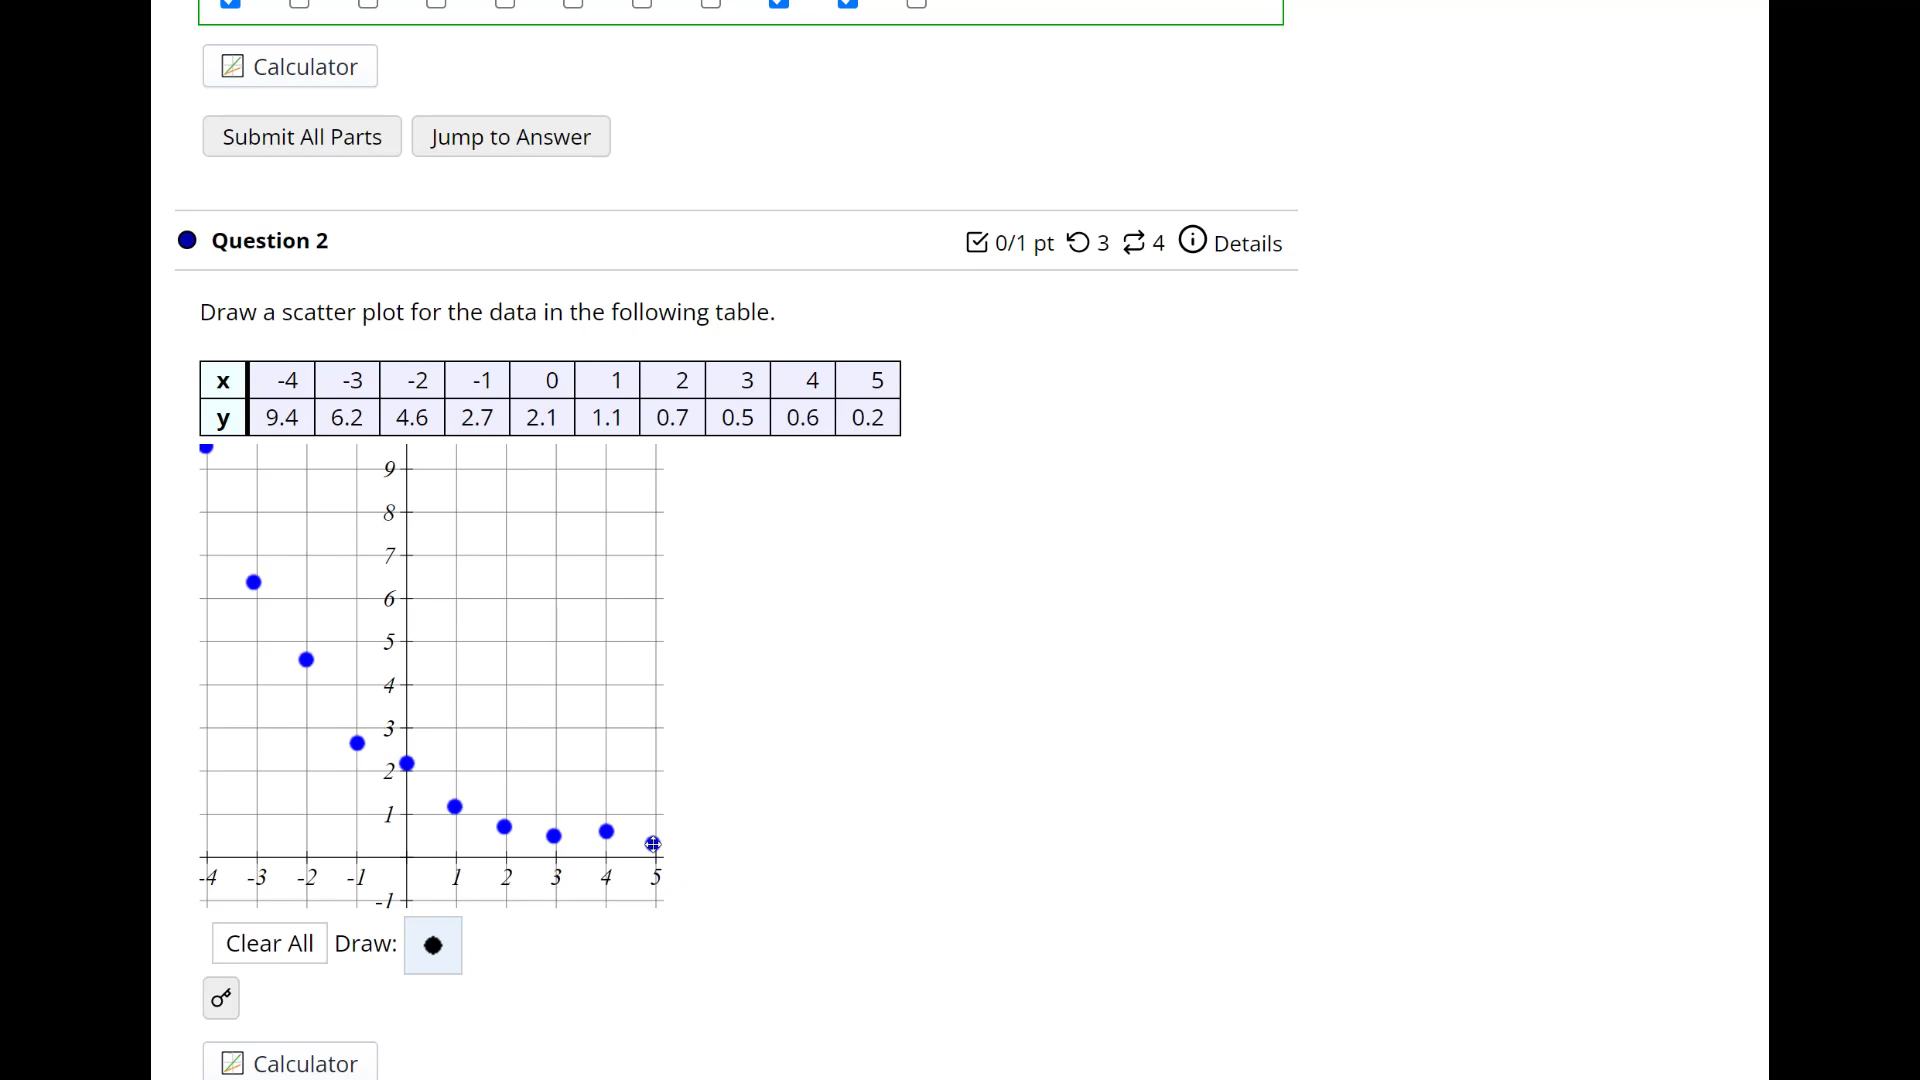 Calculator
Submit All Parts Jump to Answer
Question 2 0/1 pt 3 4 Details
Draw a scatter plot for the data in the following table.
x -4 -3 -2 -1 0 1 2 3 4 5
y 9.4 6.2 4.6 2.7 2.1 1.1 0.7 0.5 0.6 0.2
9
8
7
6
5
4
3
2
1
-4 -3 -2 -1 1 2 3 4 5
-1
Clear All Draw:
Calculator